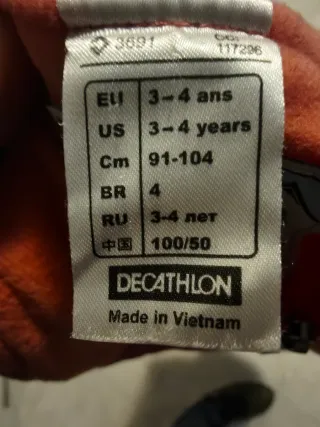 3691
117296
EU 3-4 ans
US 3-4 years
Cm 91-104
BR 4
RU 3-4 лет
中国 100/50
DECATHLON
Made in Vietnam